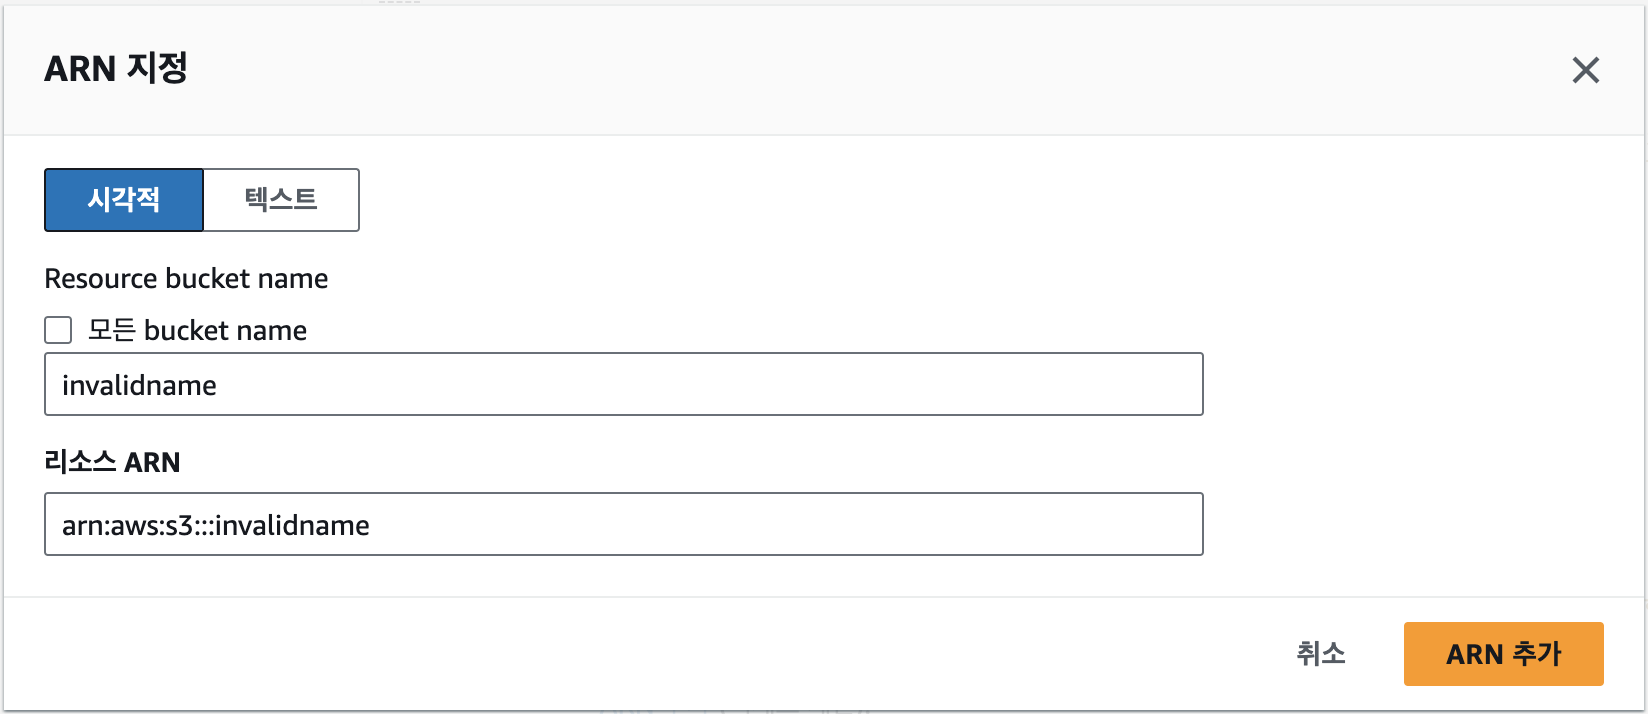 ARN 지정
시각적 텍스트
Resource bucket name
모든 bucket name
invalidname
리소스 ARN
arn:aws:s3:::invalidname
취소 ARN 추가